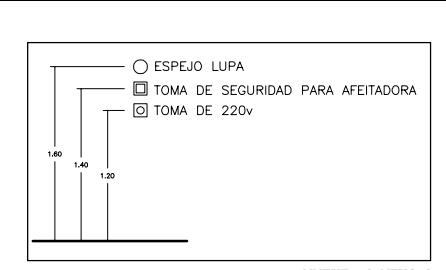 ESPEJO LUPA
TOMA DE SEGURIDAD PARA AFEITADORA
TOMA DE 220v
1.60
1.40
1.20